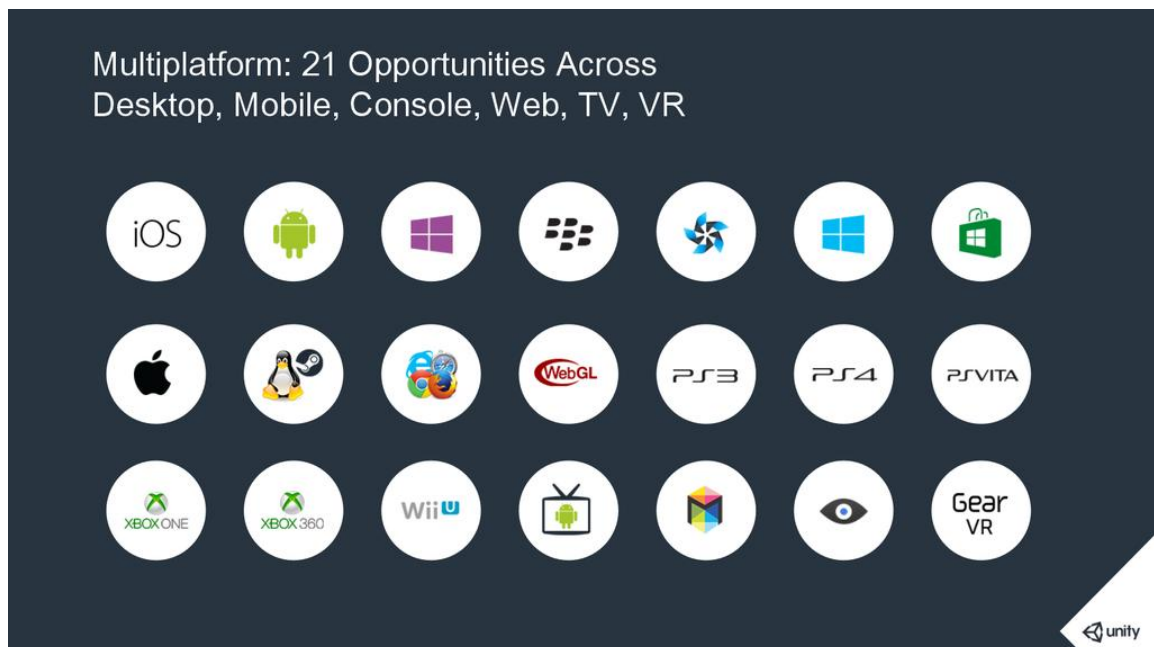 Multiplatform: 21 Opportunities Across
Desktop, Mobile, Console, Web, TV, VR
iOS
WebGL
PS3
PS4
PSVITA
XBOX ONE
XBOX 360
Wii U
Gear
VR
unity